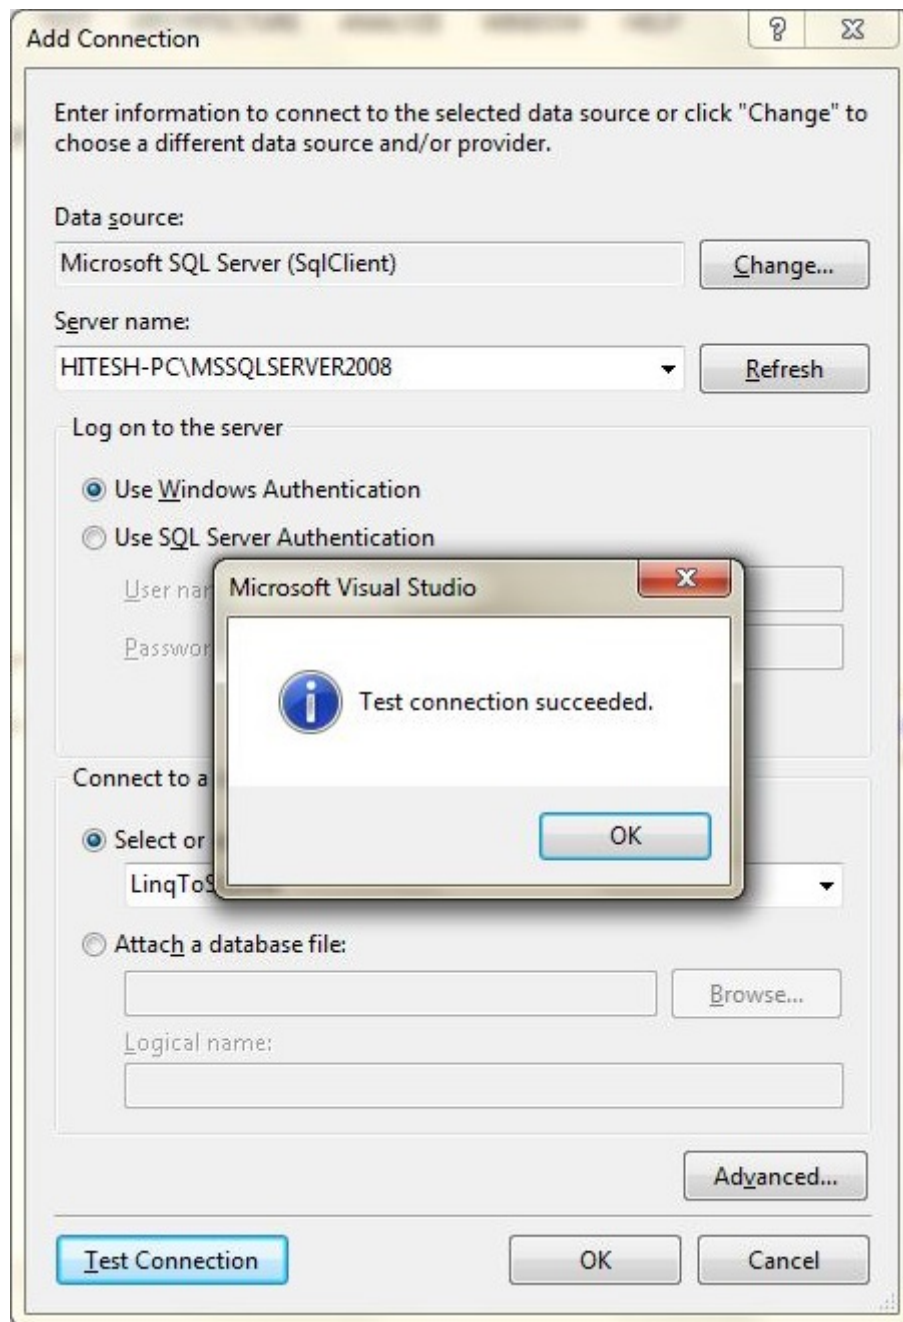 Add Connection
Enter information to connect to the selected data source or click "Change" to
choose a different data source and/or provider.
Data source:
Microsoft SQL Server (SqlClient)
Change...
Server name:
HITESH-PC\MSSQLSERVER2008
Refresh
Log on to the server
Use Windows Authentication
Use SQL Server Authentication
User
Microsoft Visual Studio
Test connection succeeded.
OK
Connect to a
Select or
Attach a database file:
Browse...
Logical name:
Advanced...
Test Connection
OK
Cancel